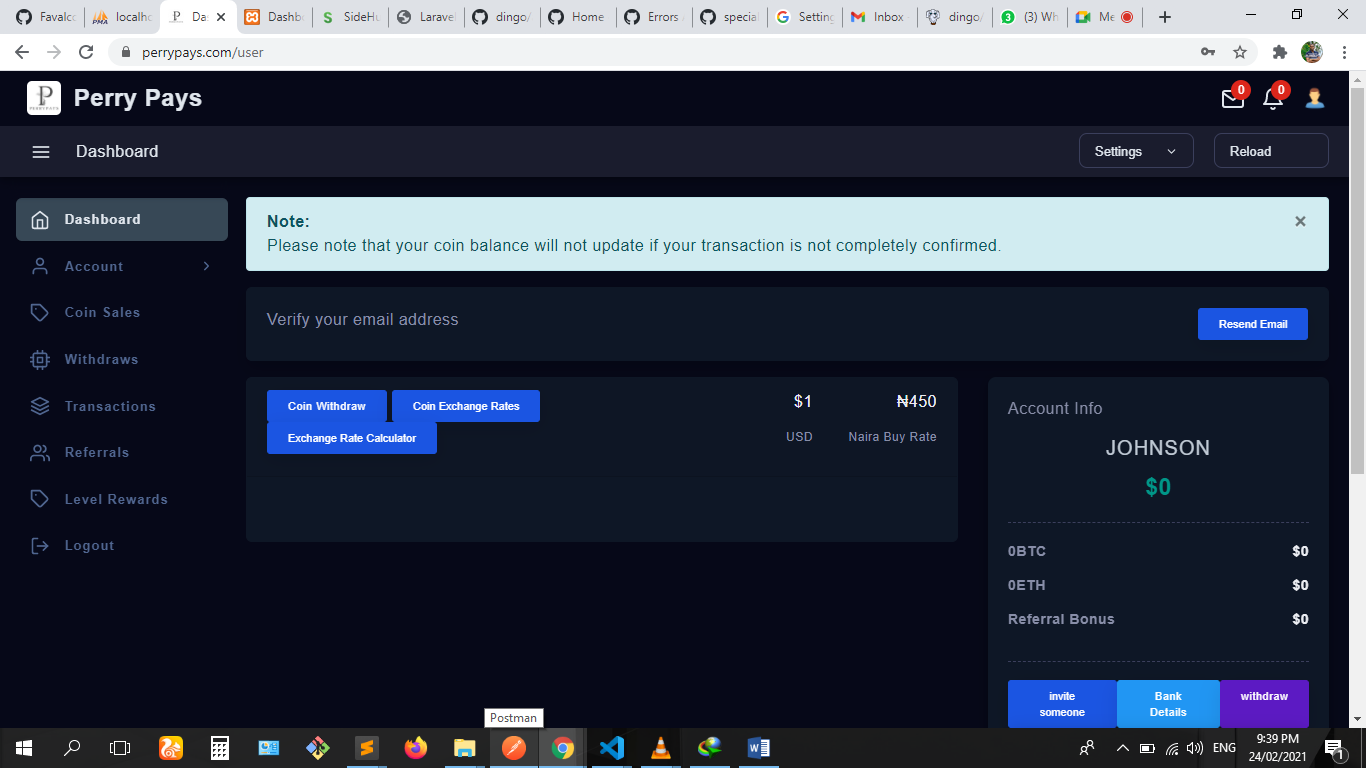 Favalc
localho
Da
Dashb
SideHu
Laravel
dingo/
Home
Errors
special
Setting
Inbox
dingo/
(3) Wh
Me
perrypays.com/user
Perry Pays
0
0
Dashboard
Settings
Reload
Dashboard
Account
Coin Sales
Withdraws
Transactions
Referrals
Level Rewards
Logout
Note:
Please note that your coin balance will not update if your transaction is not completely confirmed.
Verify your email address
Resend Email
Coin Withdraw
Coin Exchange Rates
Exchange Rate Calculator
$1
₦450
USD
Naira Buy Rate
Account Info
JOHNSON
$0
0BTC $0
0ETH $0
Referral Bonus $0
invite
someone
Bank
Details
withdraw
Postman
ENG
9:39 PM
24/02/2021
1